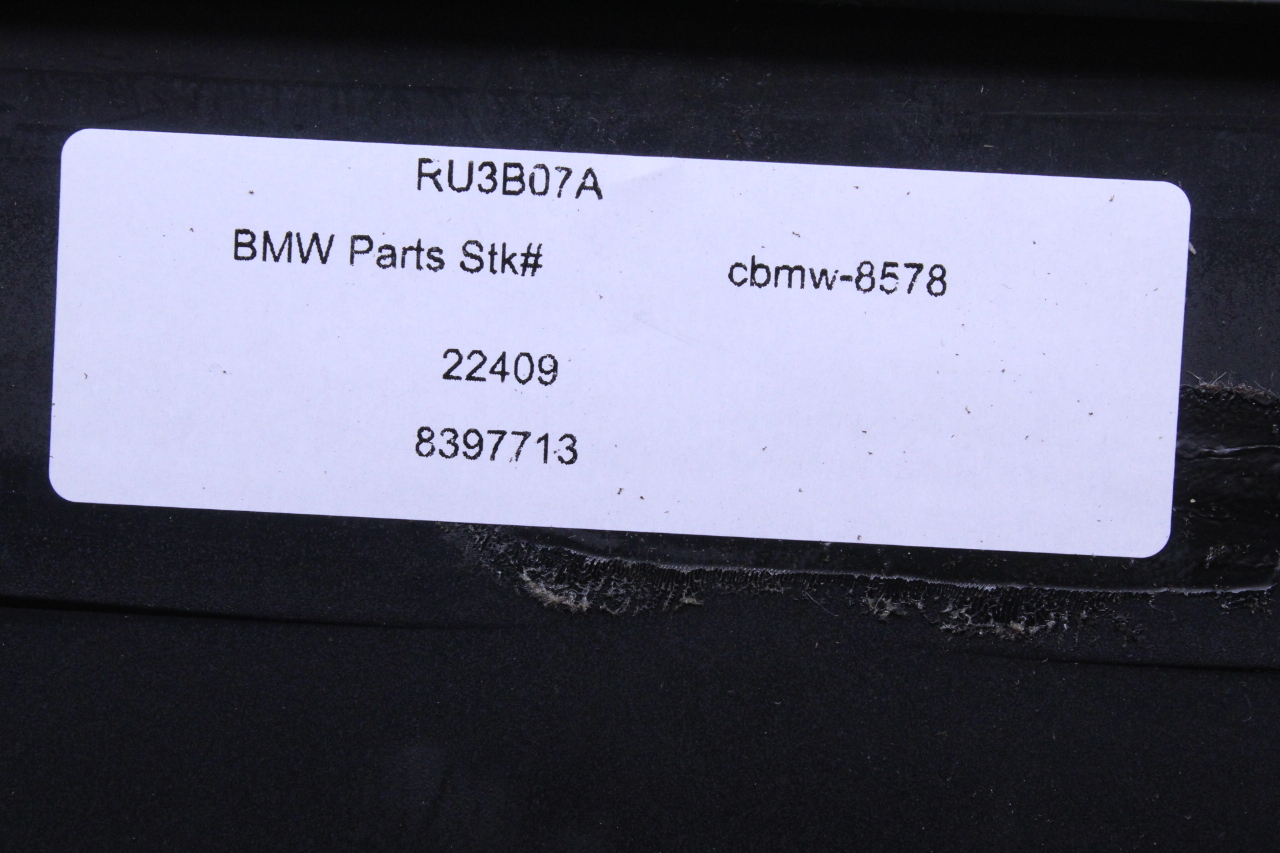 RU3B07A
BMW Parts Stk# cbmw-8578
22409
8397713